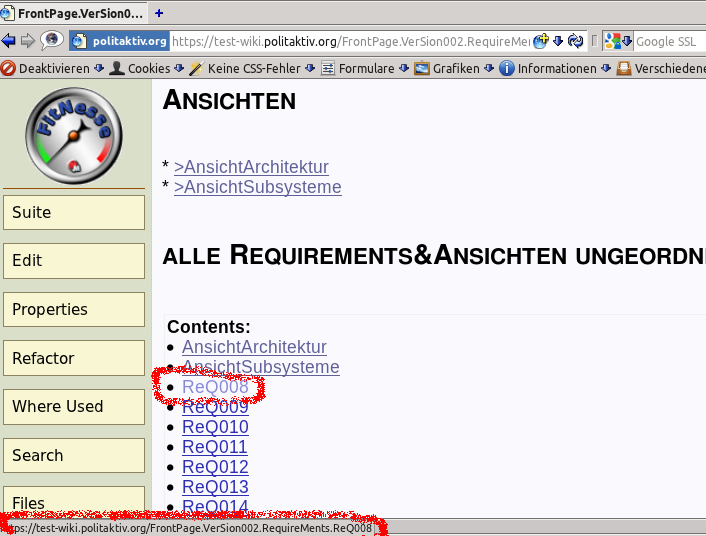 FrontPage.VerSion0...
politaktiv.org https://test-wiki.politaktiv.org/FrontPage.VerSion002.RequireMe Google SSL
Deaktivieren Cookies Keine CSS-Fehler Formulare Grafiken Informationen Verschiedene
FitNesse
ANSICHTEN
* >AnsichtArchitektur
* >AnsichtSubsysteme
Suite
Edit
ALLE REQUIREMENTS&ANSICHTEN UNGEORDN
Properties
Contents:
• AnsichtArchitektur
Refactor
• AnsichtSubsysteme
• ReQ008
Where Used
• ReQ009
• ReQ010
• ReQ011
Search
• ReQ012
• ReQ013
Files
• ReQ014
https://test-wiki.politaktiv.org/FrontPage.VerSion002.RequireMents.ReQ008